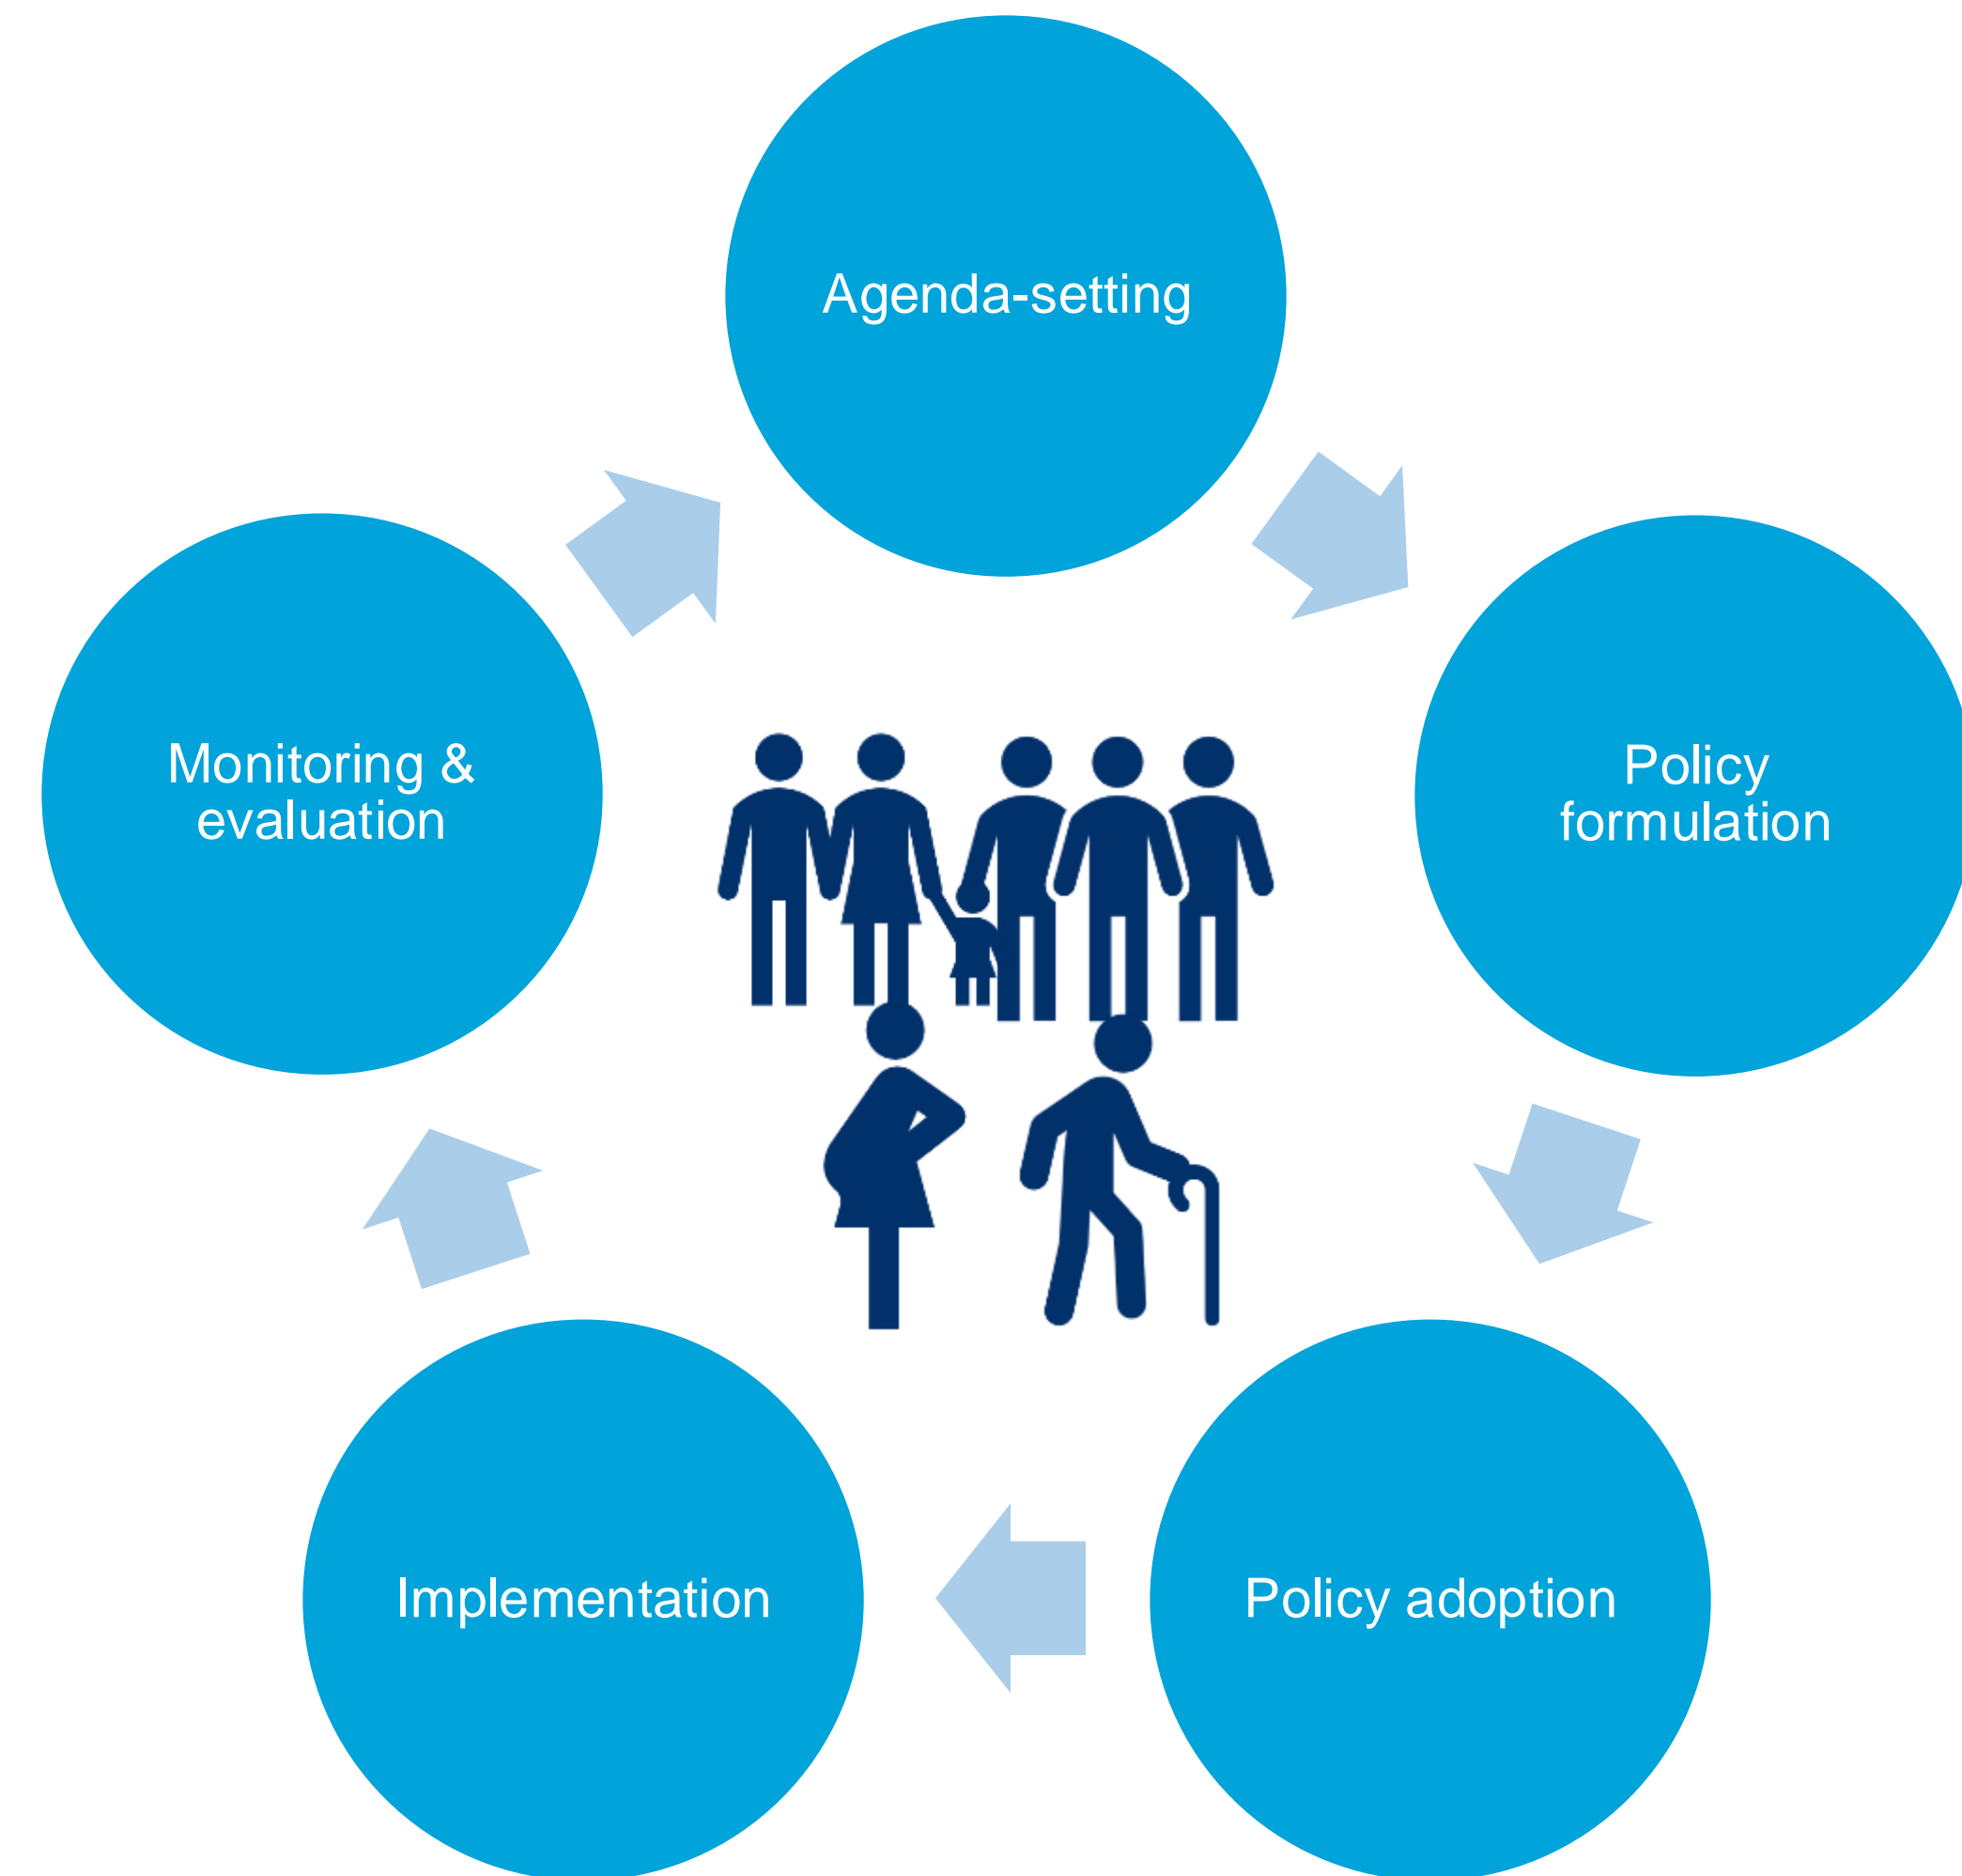 Agenda-setting
Policy
formulation
Policy adoption
Implementation
Monitoring &
evaluation